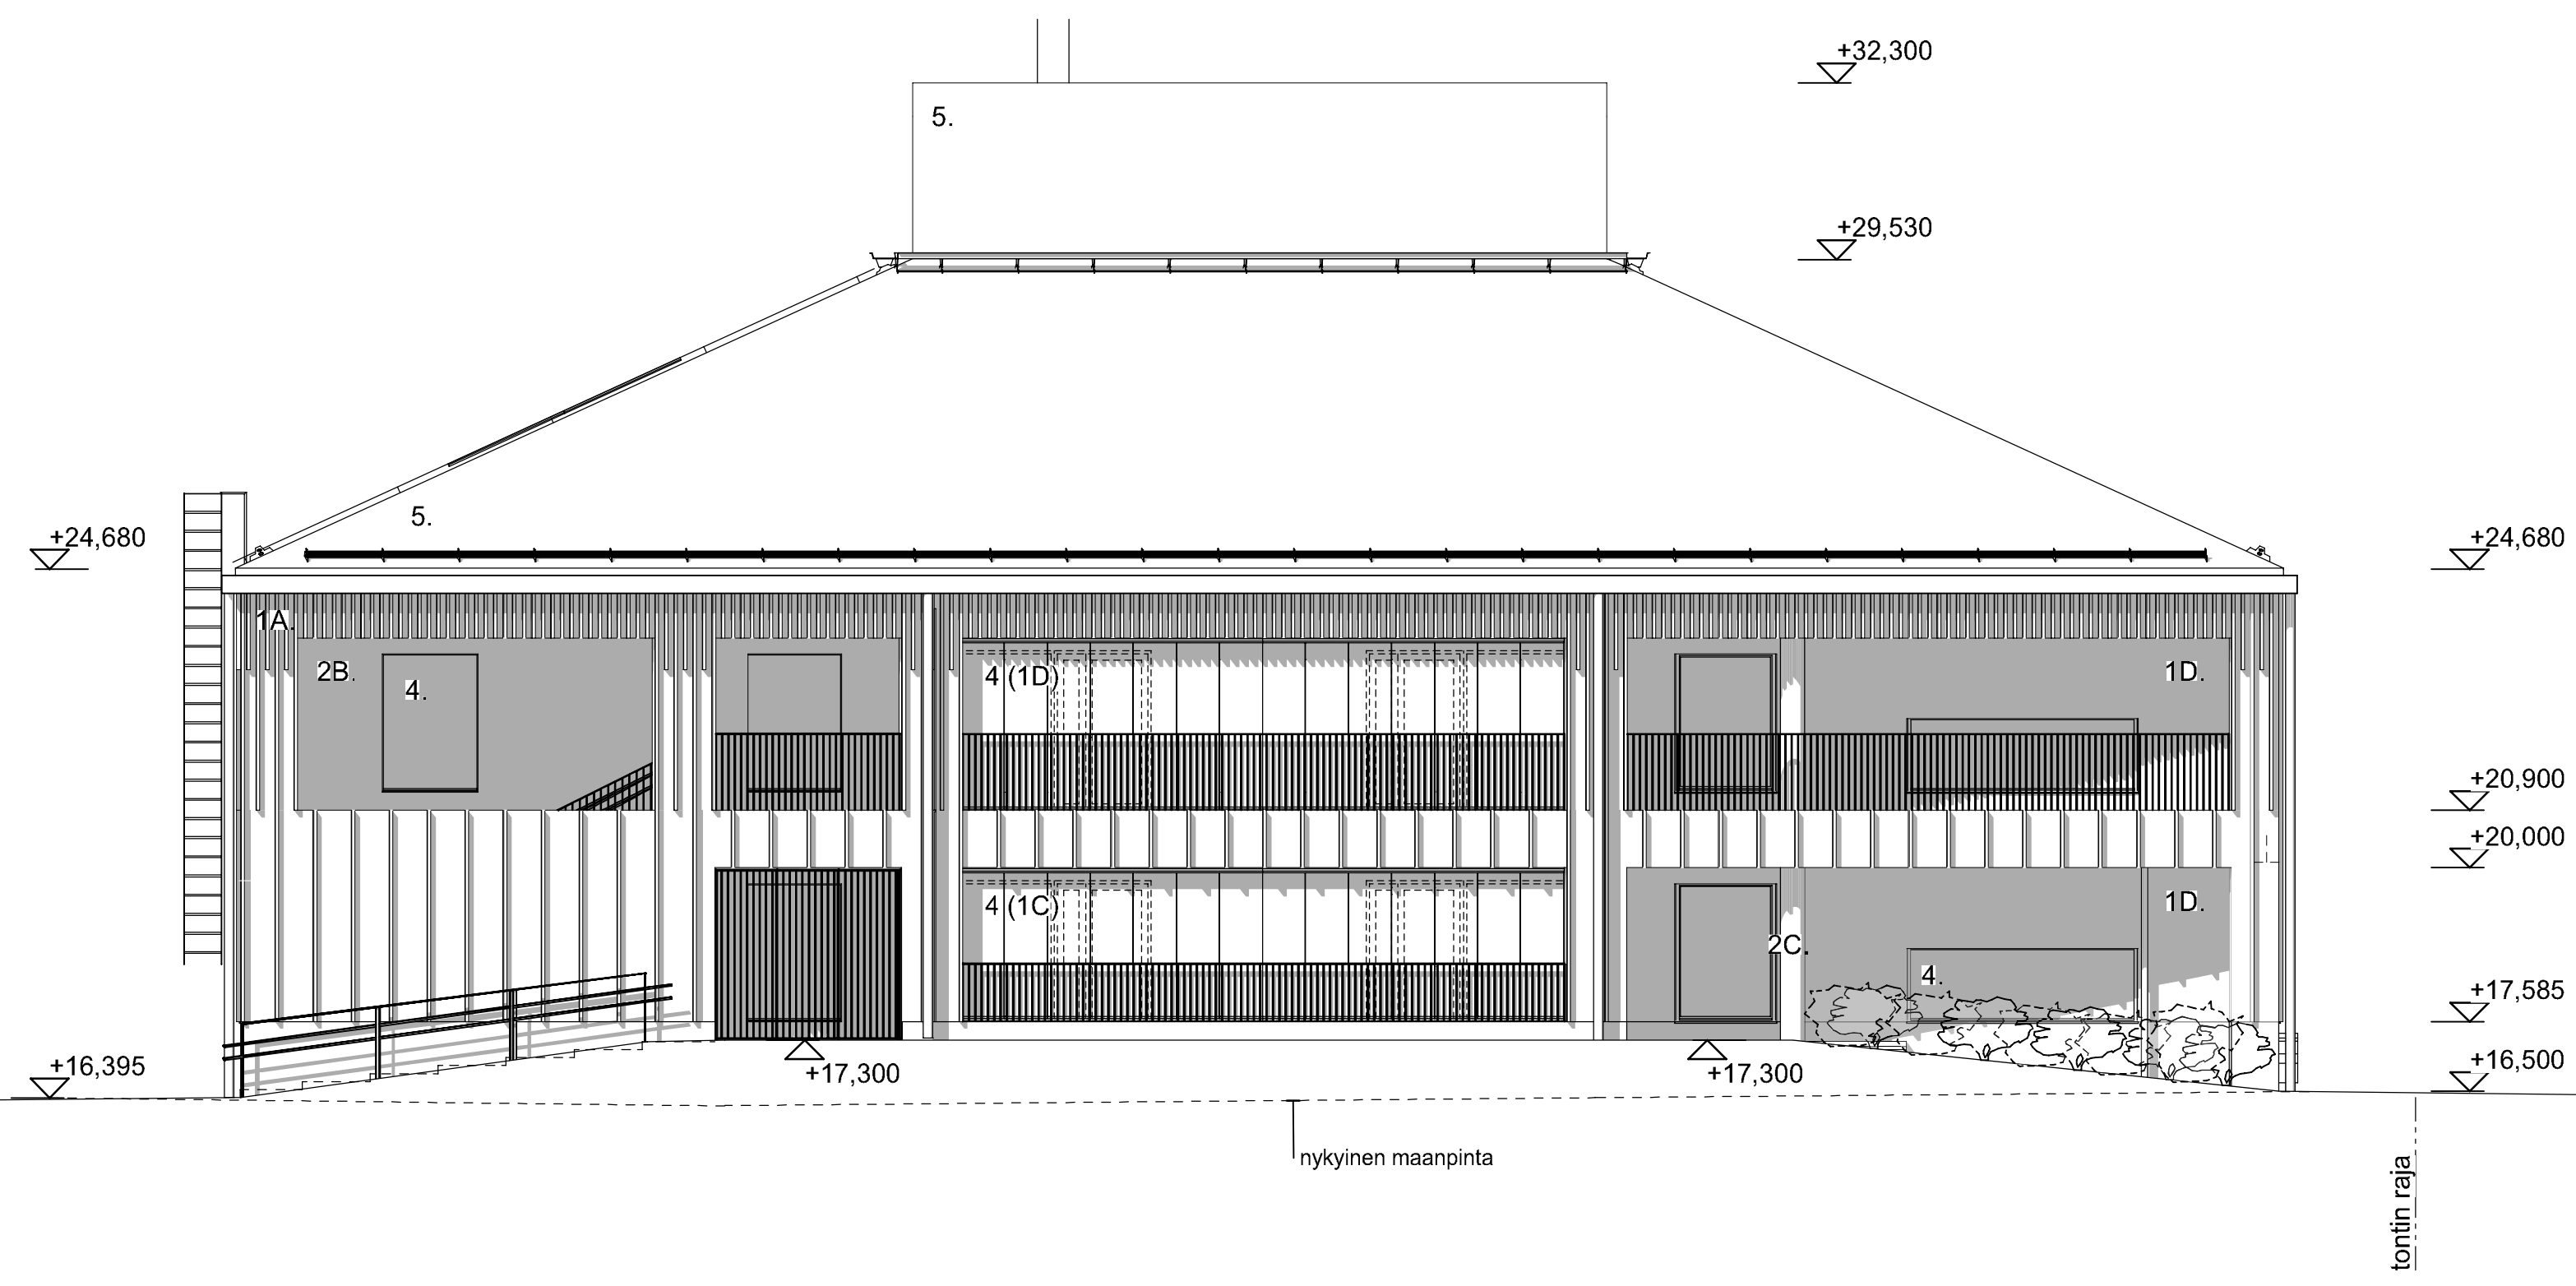 +32,300
5.
+29,530
5.
+24,680
+24,680
1A.
2B.
4.
4 (1D)
1D.
+20,900
+20,000
4 (1C)
1D.
2C.
4.
+17,585
+16,395
+17,300
+17,300
+16,500
nykyinen maanpinta
tontin raja